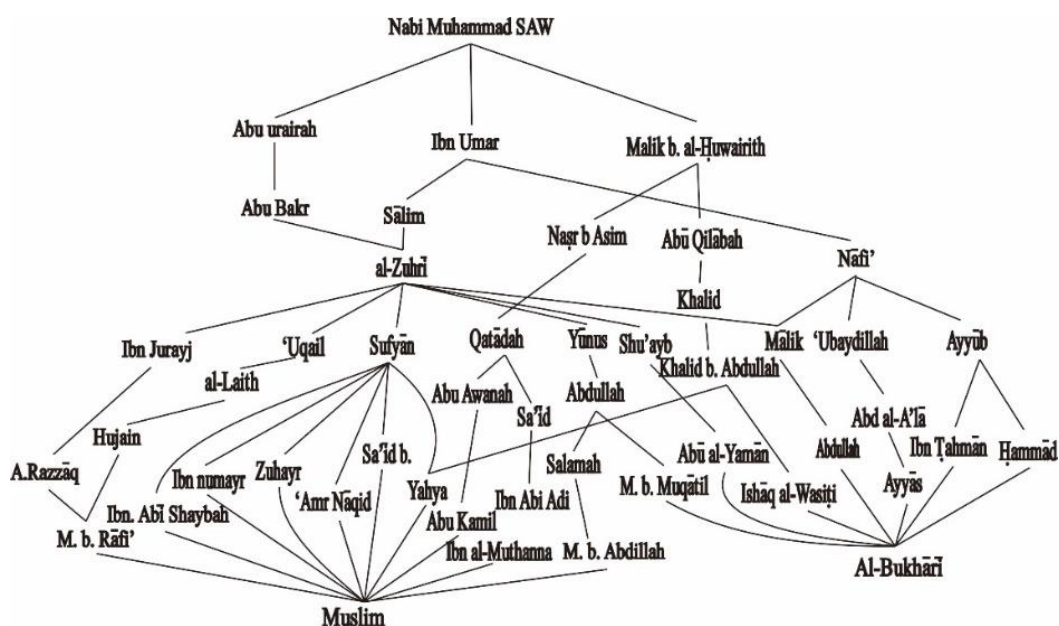 Nabi Muhammad SAW
Abu urairah
Ibn Umar
Malik b. al-Ḥuwairith
Abu Bakr
Sālim
Naṣr b Asim
Abū Qilābah
Nāfi’
al-Zuhrī
Khalid
Ibn Jurayj
‘Uqail
Sufyān
Qatādah
Yūnus
Shu’ayb
Mālik
‘Ubaydillah
Ayyūb
al-Laith
Abu Awanah
Abdullah
Khalid b. Abdullah
Sa’īd
Abd al-A’lā
Hujain
Sa’īd b.
Salamah
Abū al-Yamān
Abdullah
Ibn Ṭahmān
Ḥammād
A.Razzāq
Ibn numayr
Zuhayr
‘Amr Nāqid
Yahya
Ibn Abi Adi
M. b. Muqātil
Ishāq al-Wasiṭi
Ayyās
Ibn. Abī Shaybah
Abu Kamil
M. b. Rāfi’
Ibn al-Muthanna
M. b. Abdillah
Al-Bukhārī
Muslim